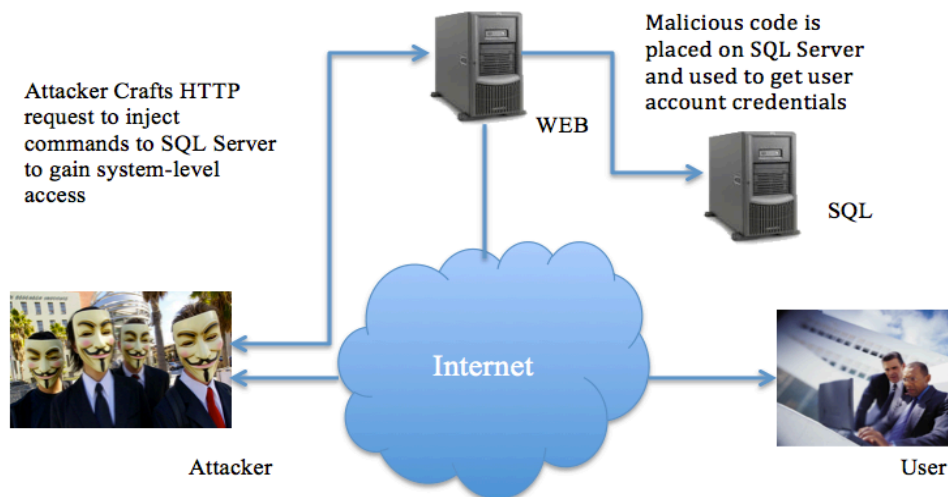 Malicious code is
placed on SQL Server
and used to get user
account credentials
Attacker Crafts HTTP
request to inject
commands to SQL Server
to gain system-level
access
WEB
SQL
Internet
Attacker
User